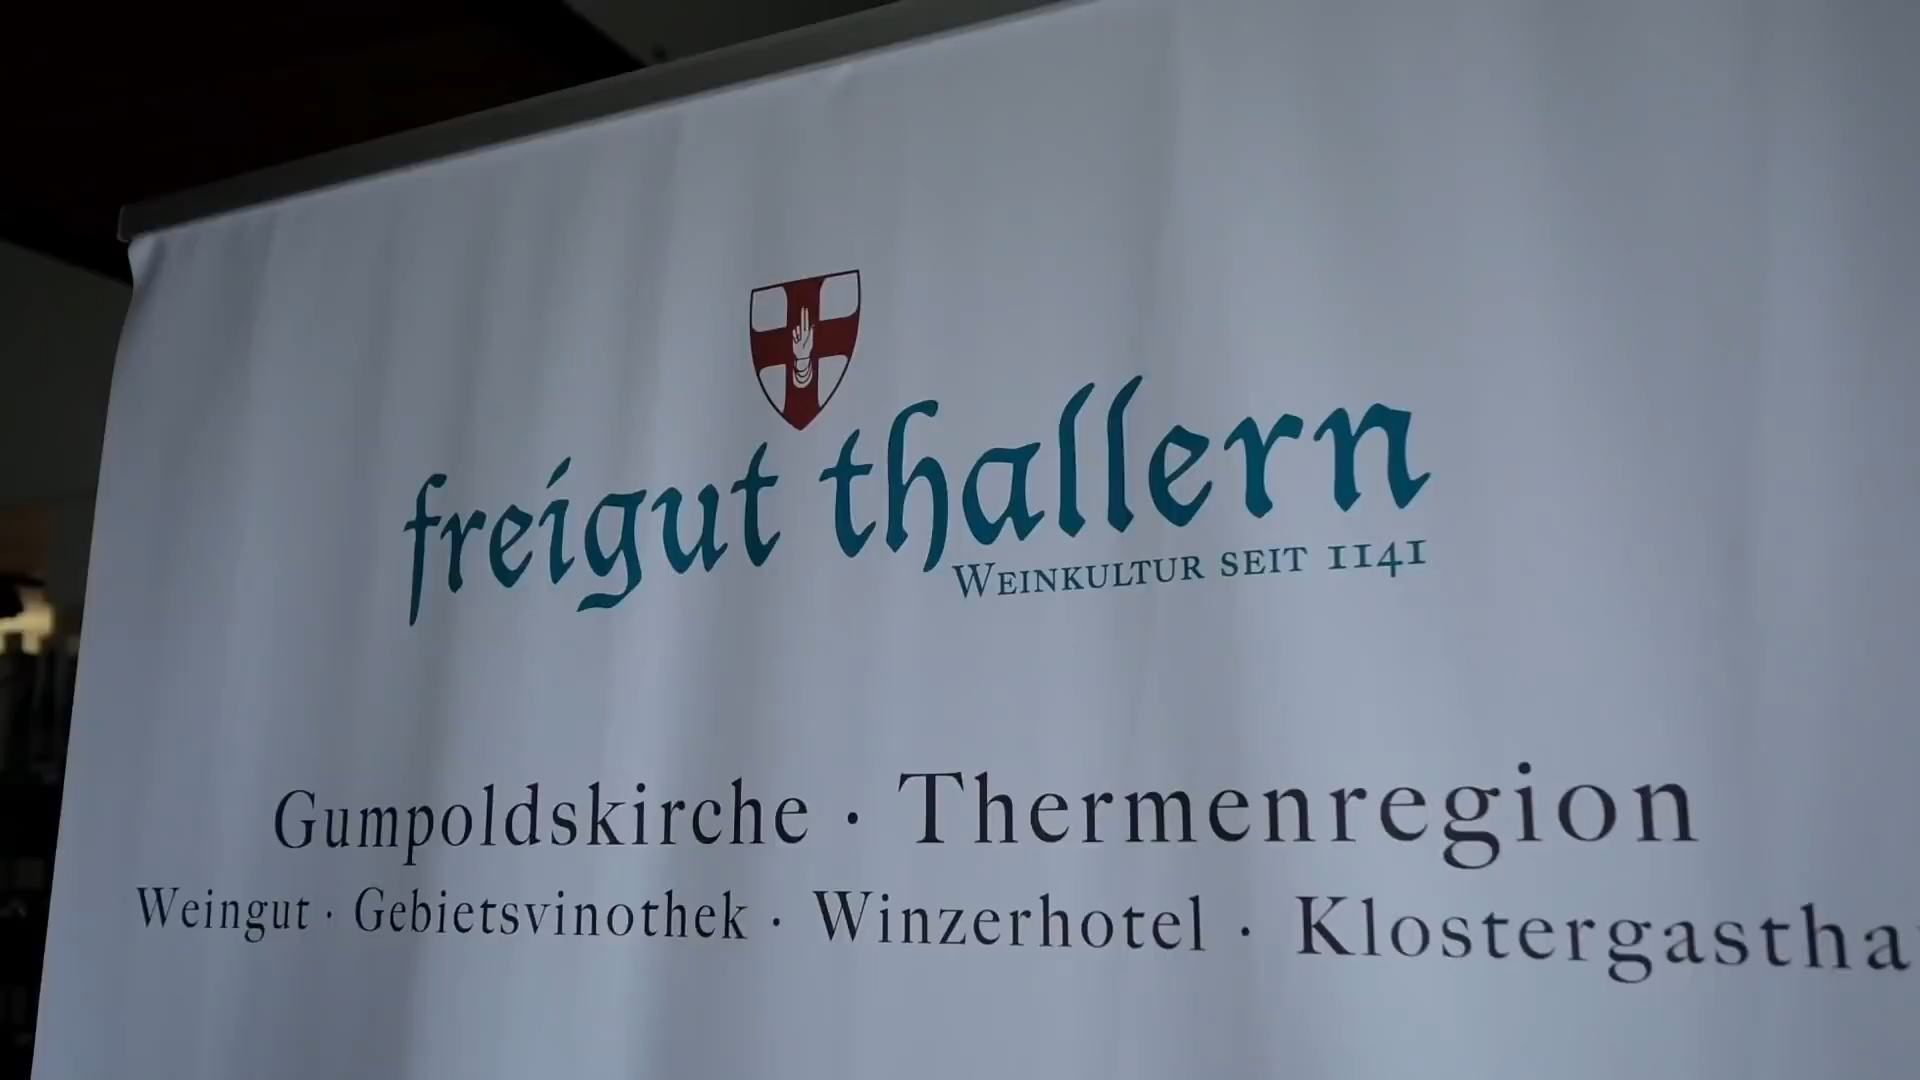 freigut thallern
WEINKULTUR SEIT 1141
Gumpoldskirche · Thermenregion
Weingut · Gebietsvinothek · Winzerhotel · Klostergastha